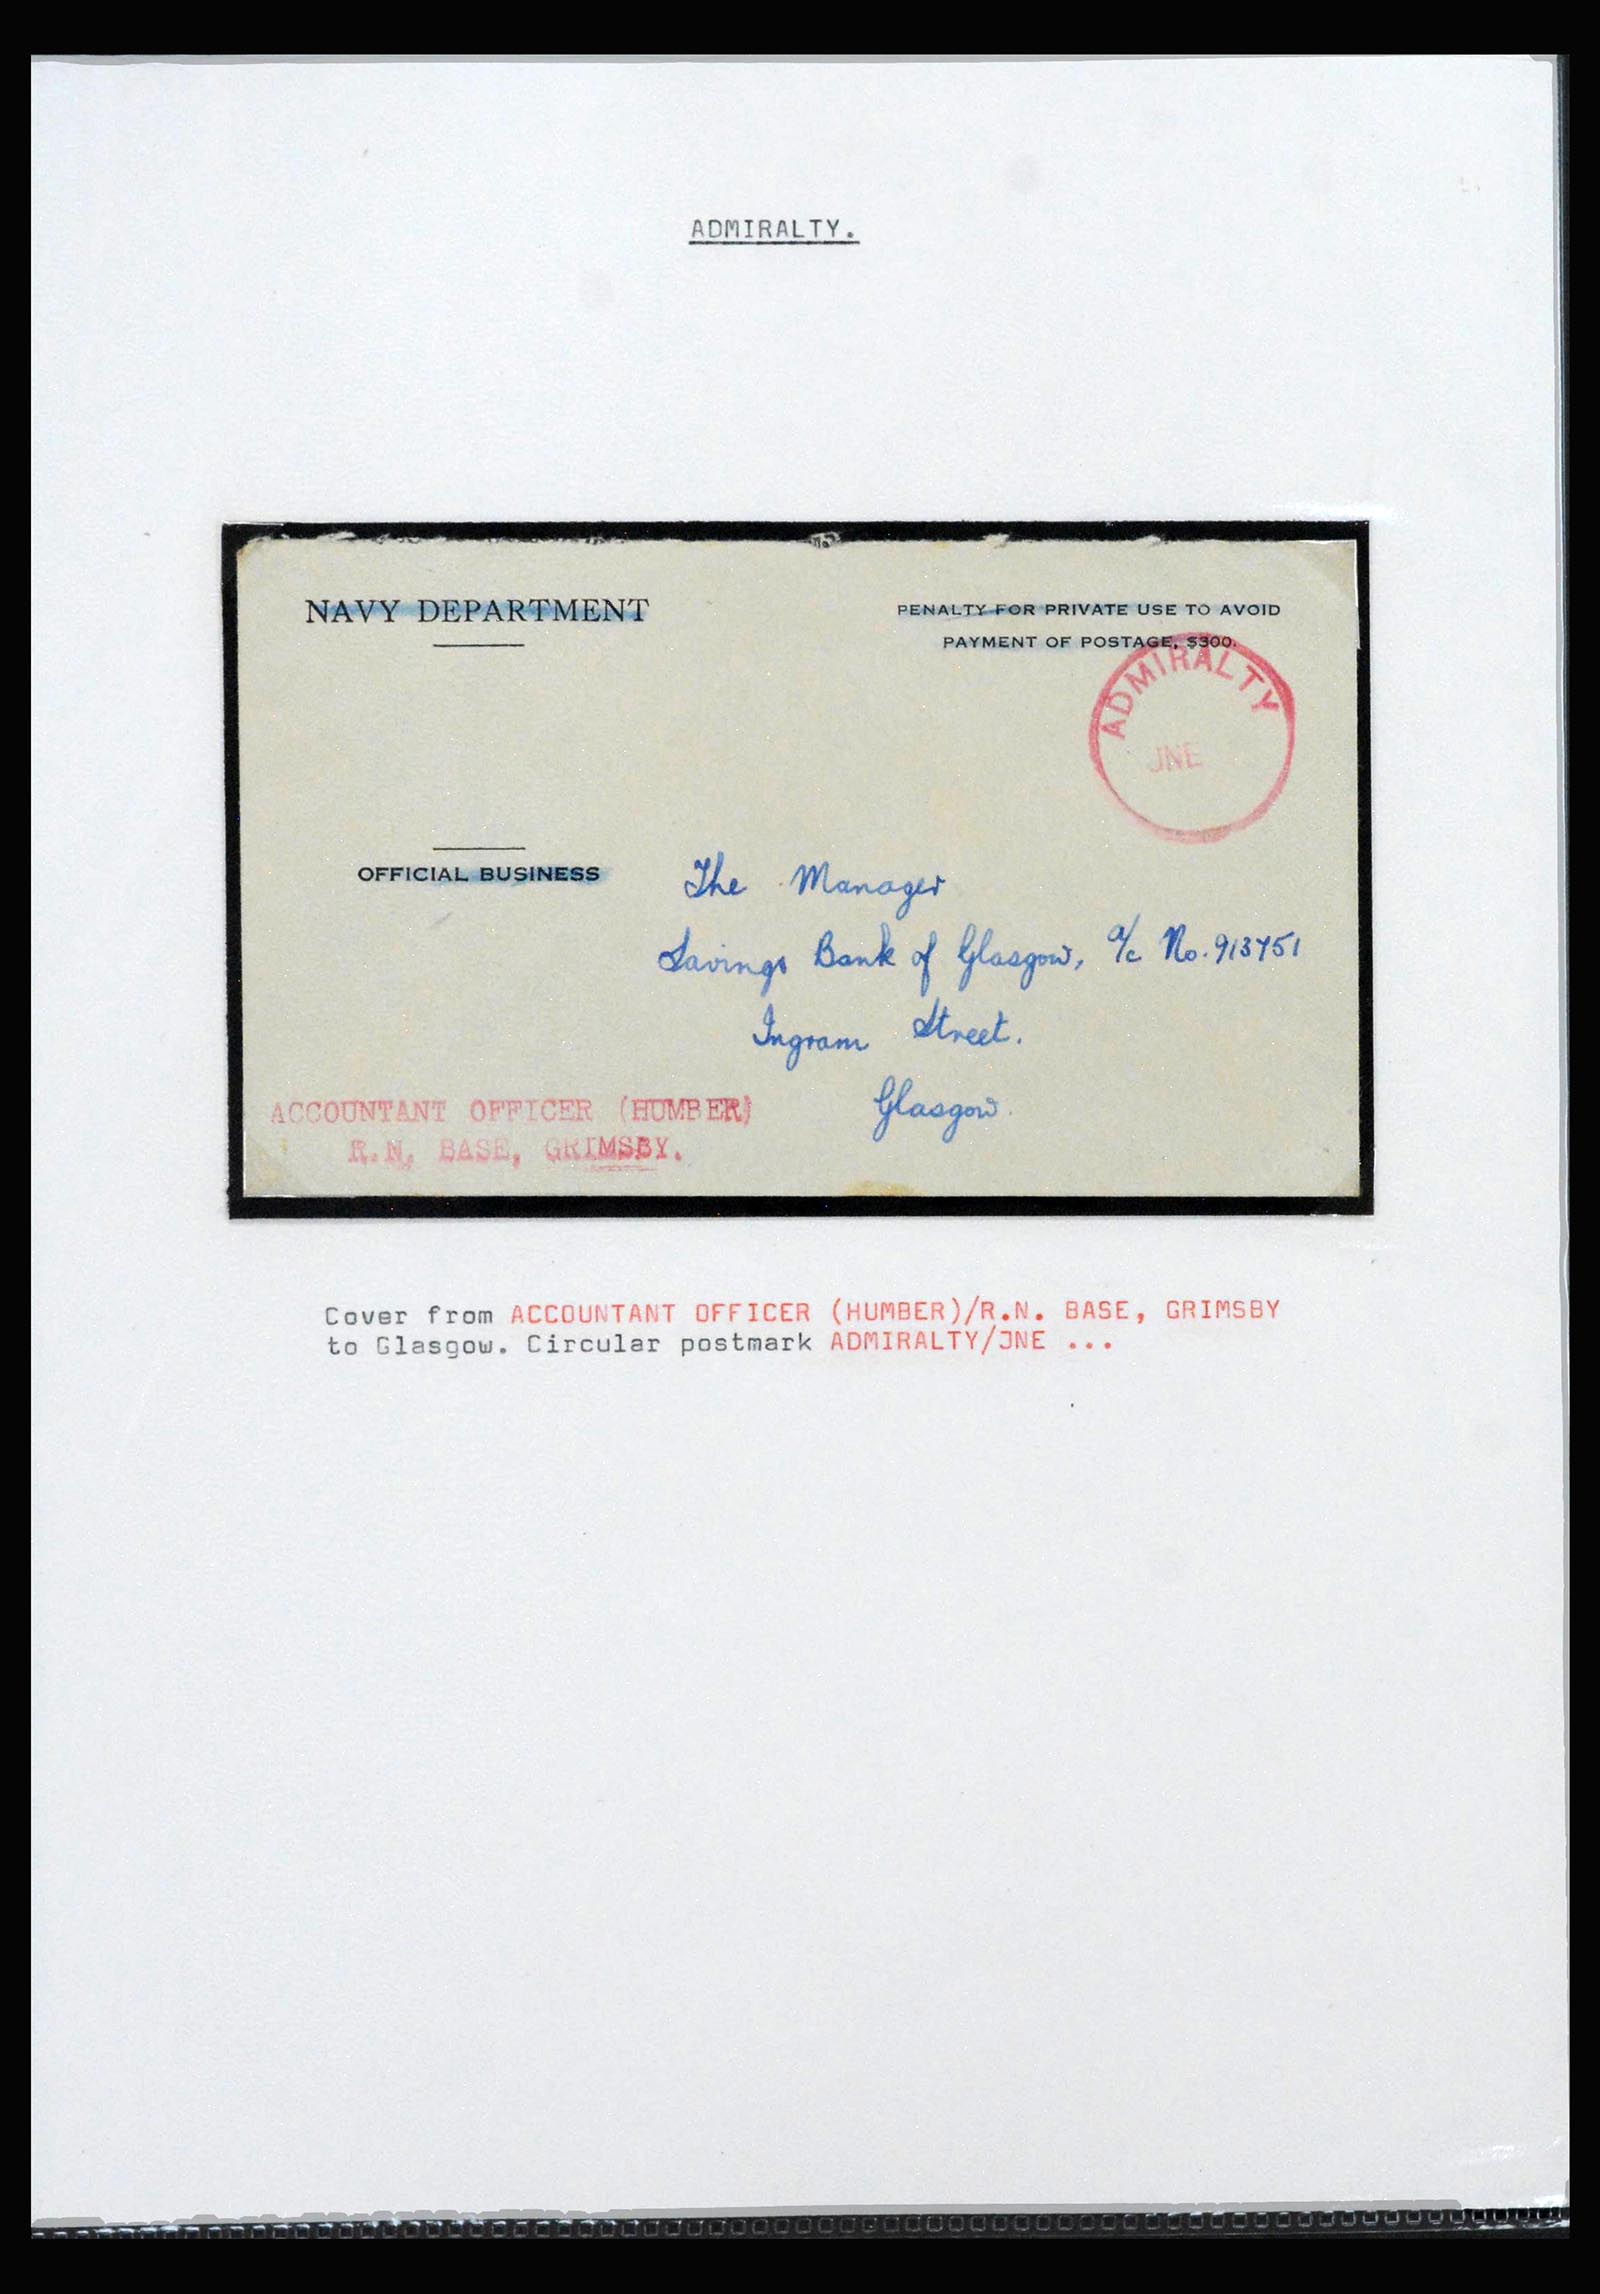 ADMIRALTY.
NAVY DEPARTMENT
PENALTY FOR PRIVATE USE TO AVOID
PAYMENT OF POSTAGE, $300.
ADMIRALTY
JNE
OFFICIAL BUSINESS
The Manager
Savings Bank of Glasgow, a/c No. 913751
Ingram Street.
Glasgow.
ACCOUNTANT OFFICER (HUMBER)
R.N. BASE, GRIMSBY.
Cover from ACCOUNTANT OFFICER (HUMBER)/R.N. BASE, GRIMSBY
to Glasgow. Circular postmark ADMIRALTY/JNE ...